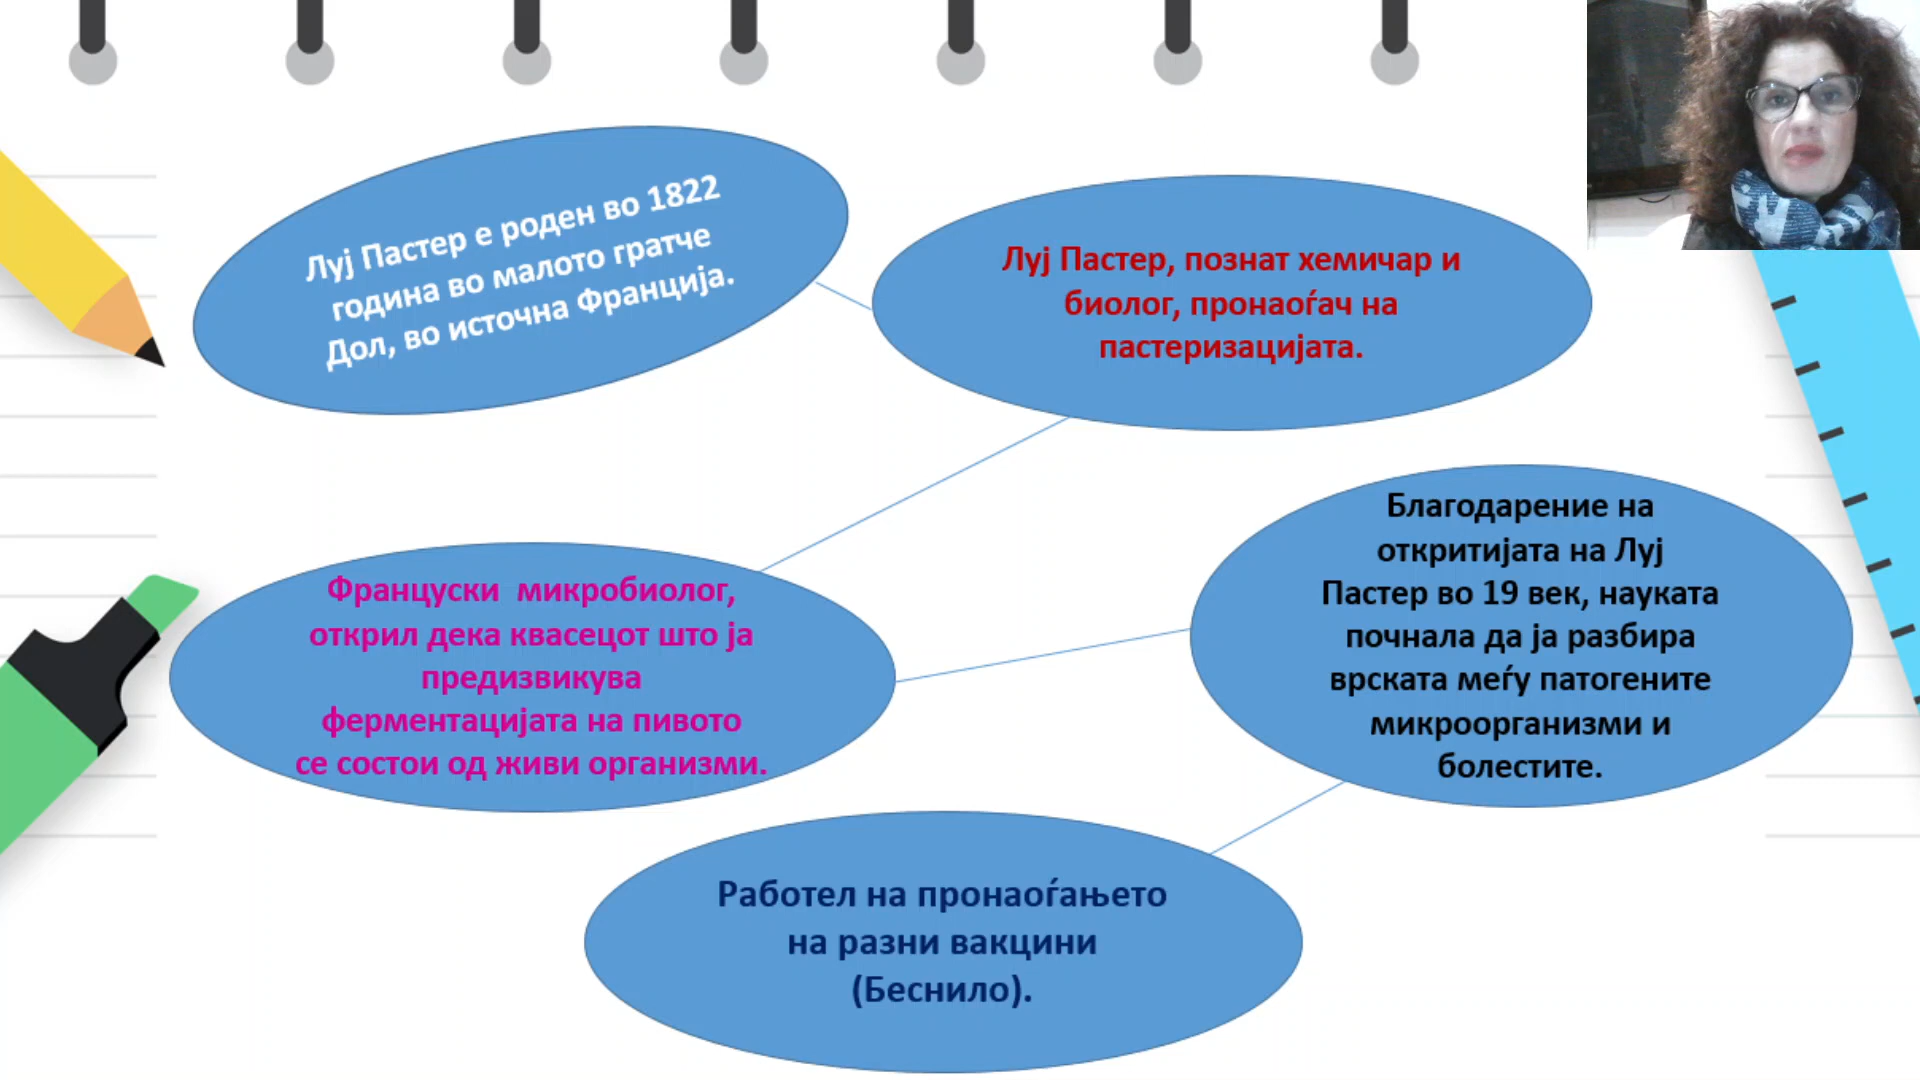 Луј Пастер е роден во 1822
година во малото гратче
Дол, во источна Франција.
Луј Пастер, познат хемичар и
биолог, пронаоѓач на
пастеризацијата.
Француски  микробиолог,
открил дека квасецот што ја
предизвикува
ферментацијата на пивото
се состои од живи организми.
Благодарение на
откритијата на Луј
Пастер во 19 век, науката
почнала да ја разбира
врската меѓу патогените
микроорганизми и
болестите.
Работел на пронаоѓањето
на разни вакцини
(Беснило).